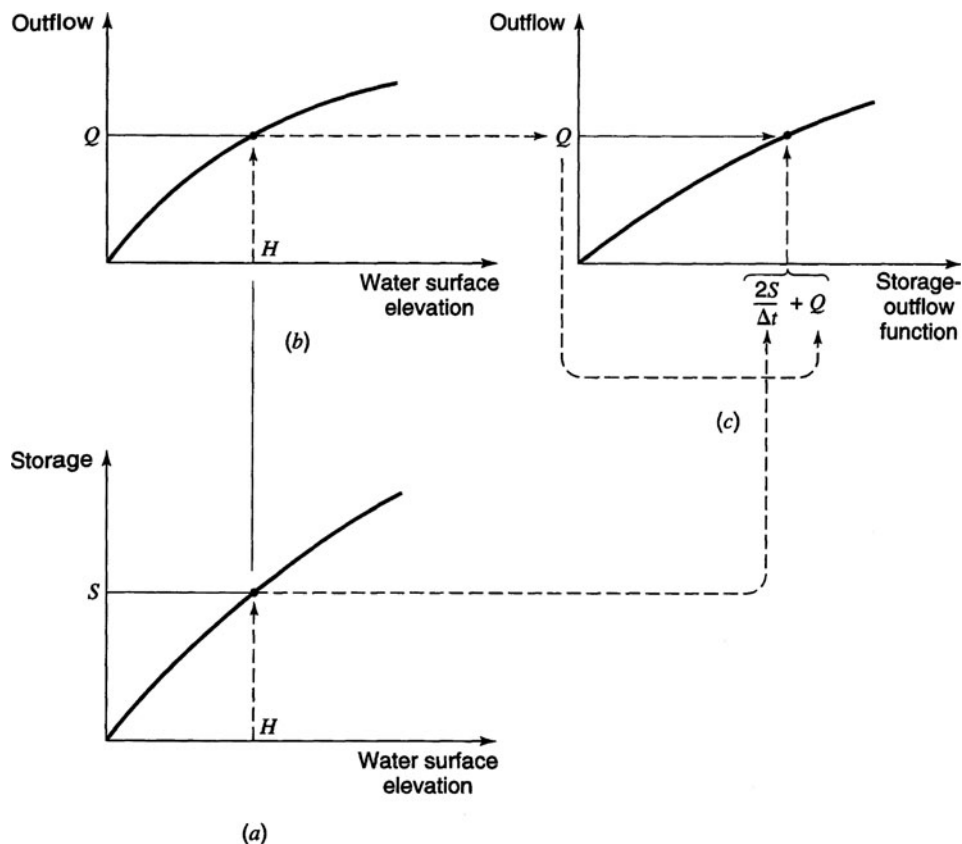 Outflow
Q
H
Water surface
elevation
(b)
Outflow
Q
2S/Δt + Q
Storage-
outflow
function
(c)
Storage
S
H
Water surface
elevation
(a)